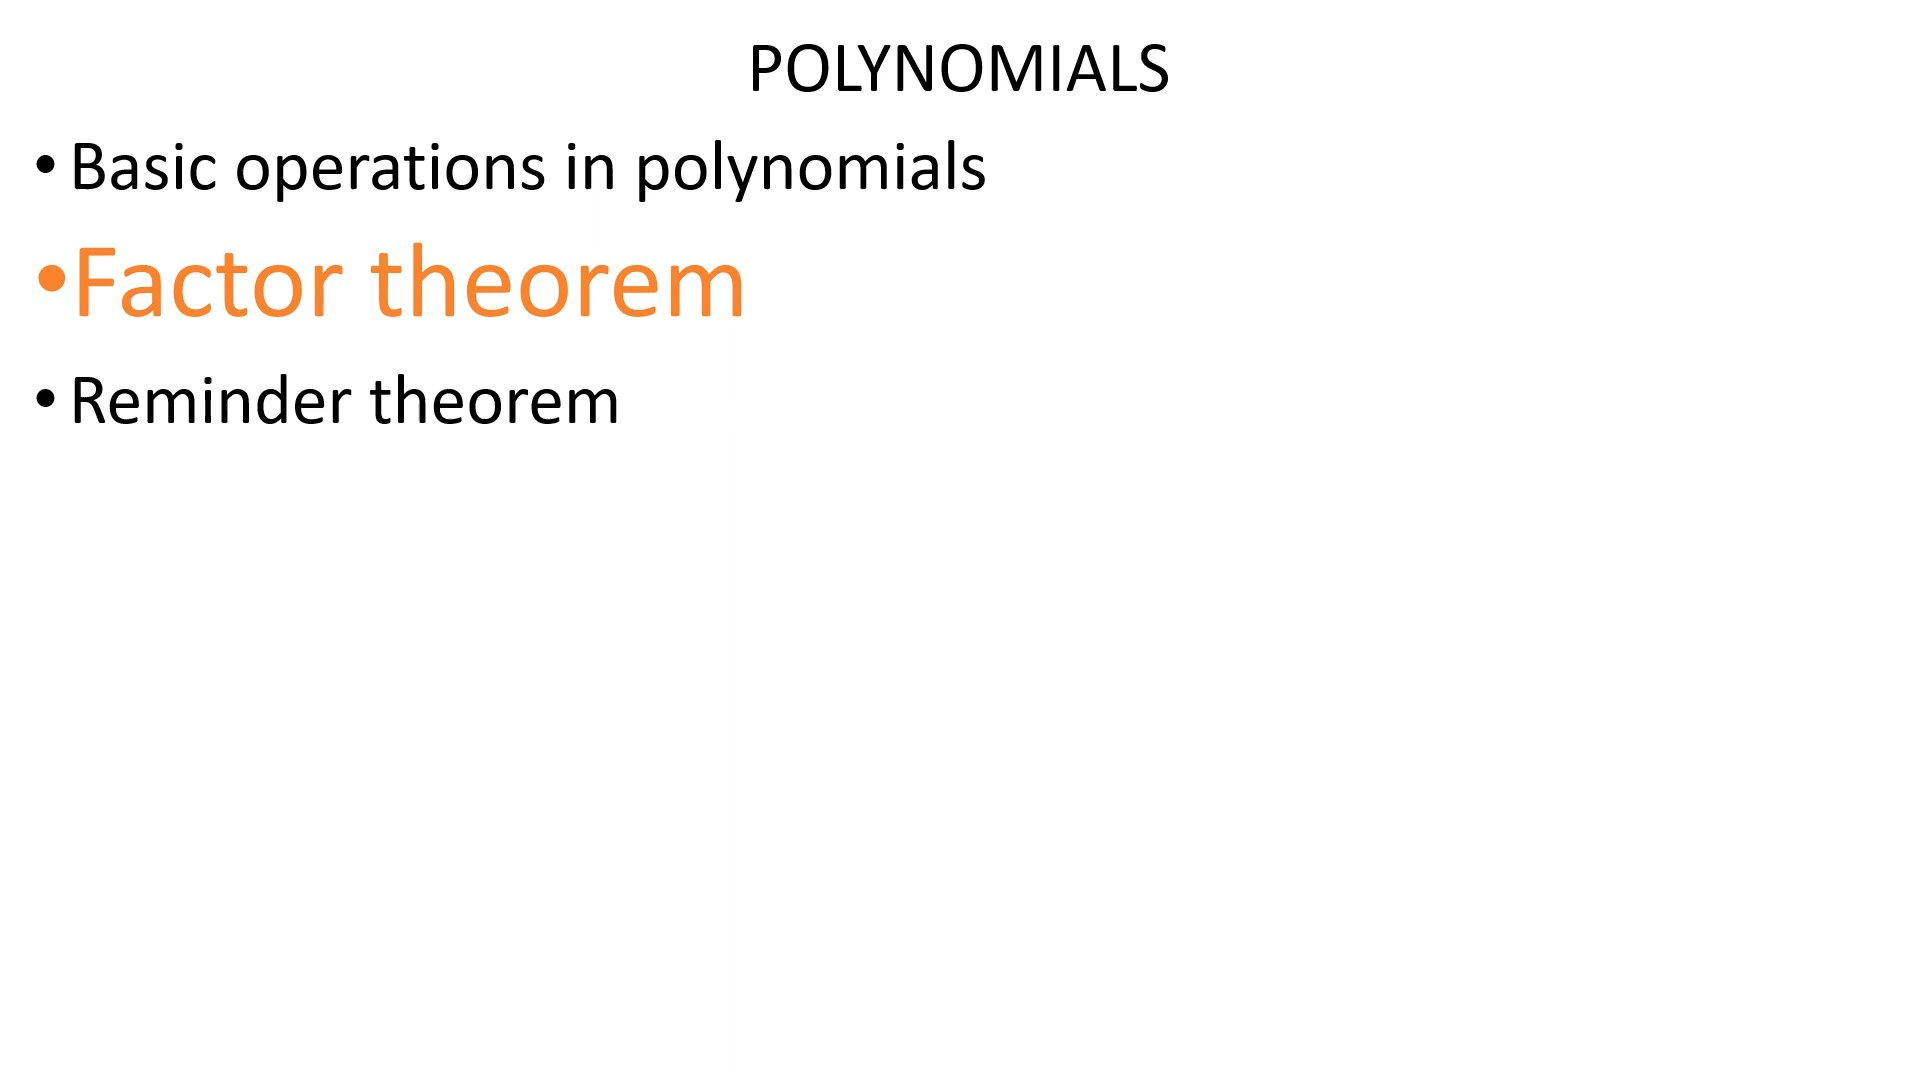 POLYNOMIALS
• Basic operations in polynomials
•Factor theorem
• Reminder theorem